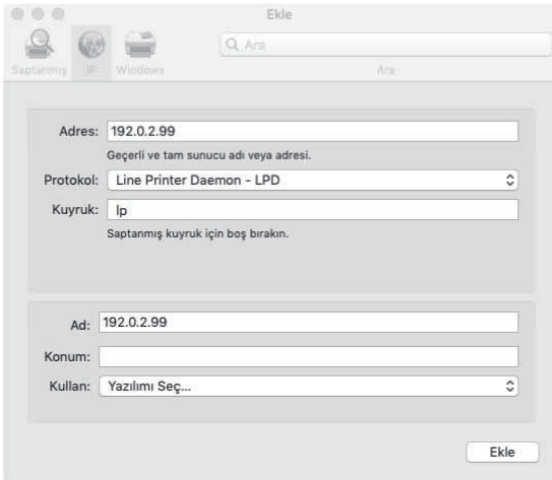 Ekle
Saptanmış IP Windows
Ara
Ara
Adres: 192.0.2.99
Geçerli ve tam sunucu adı veya adresi.
Protokol: Line Printer Daemon - LPD
Kuyruk: lp
Saptanmış kuyruk için boş bırakın.
Ad: 192.0.2.99
Konum:
Kullan: Yazılımı Seç...
Ekle